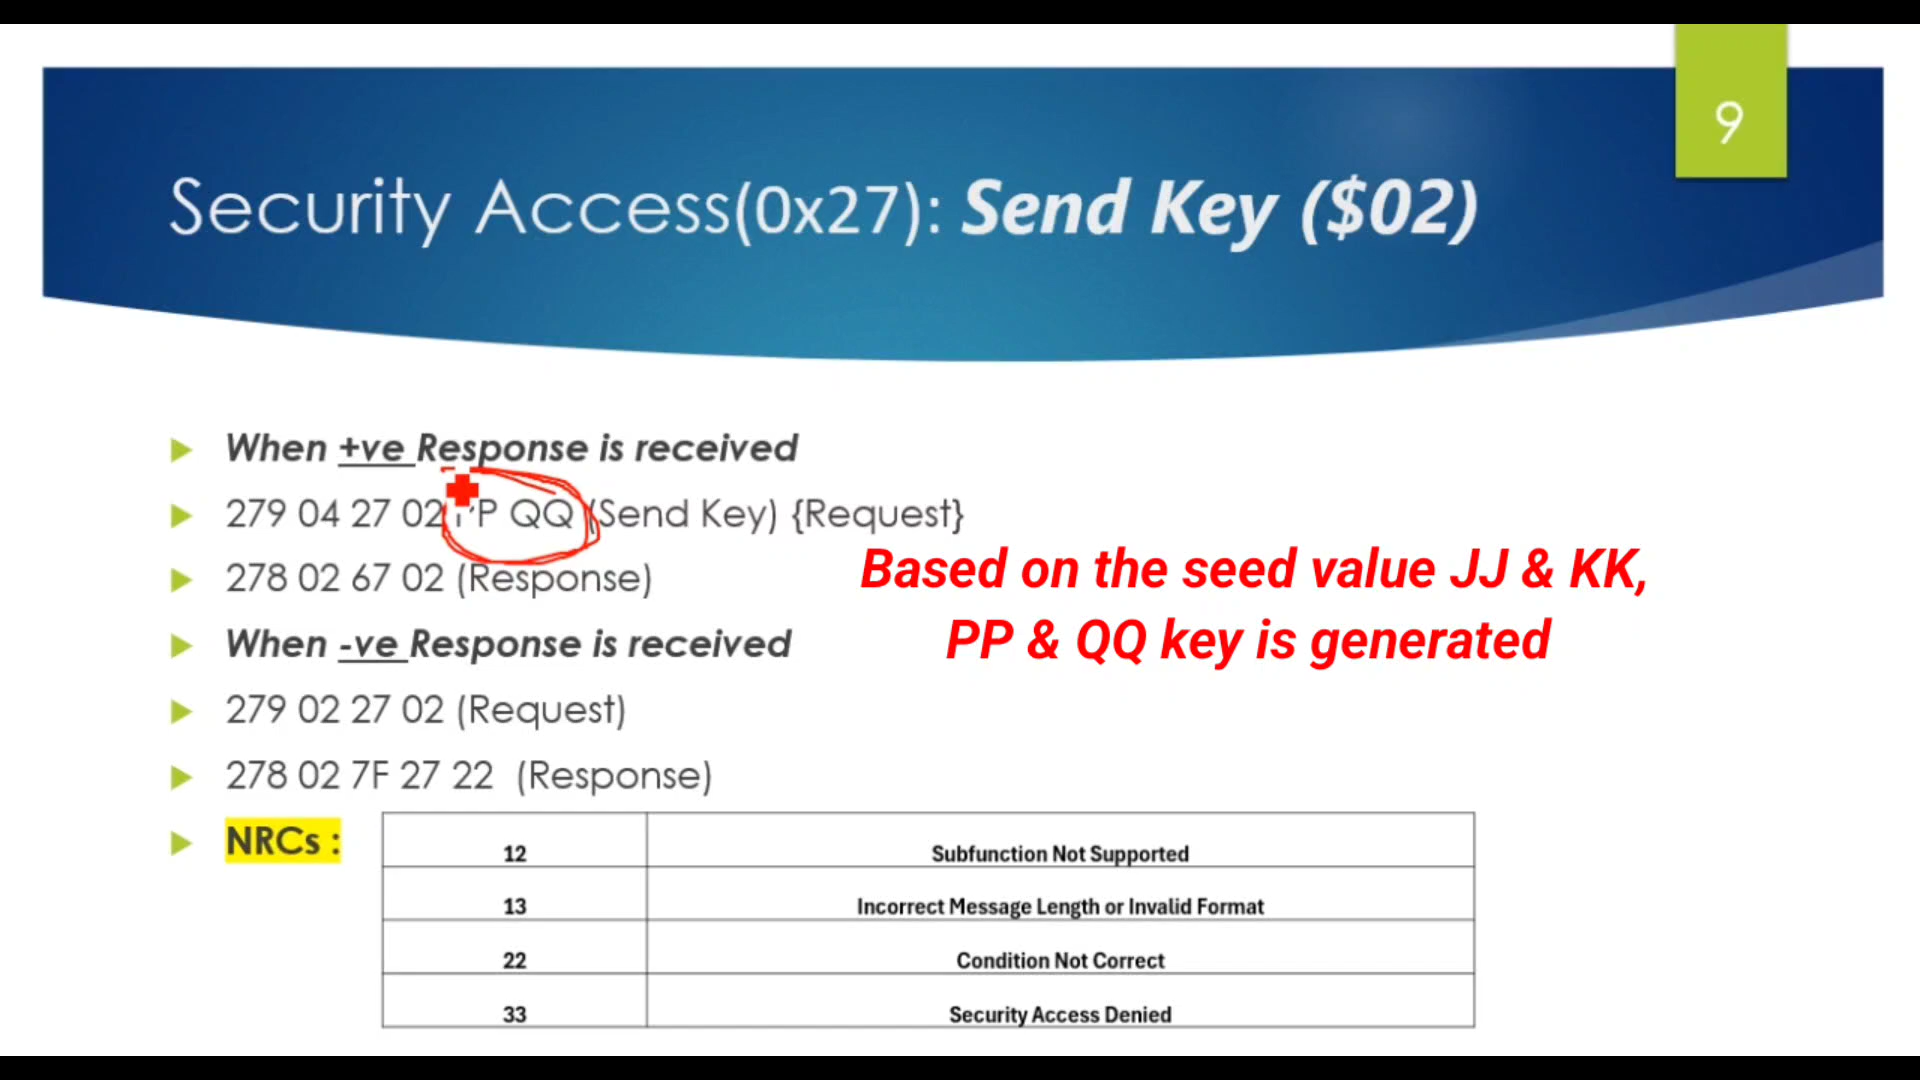 9
Security Access(0x27): Send Key ($02)
When +ve Response is received
279 04 27 02 PP QQ (Send Key) {Request}
278 02 67 02 (Response)
Based on the seed value JJ & KK,
PP & QQ key is generated
When -ve Response is received
279 02 27 02 (Request)
278 02 7F 27 22 (Response)
NRCs :
12 Subfunction Not Supported
13 Incorrect Message Length or Invalid Format
22 Condition Not Correct
33 Security Access Denied